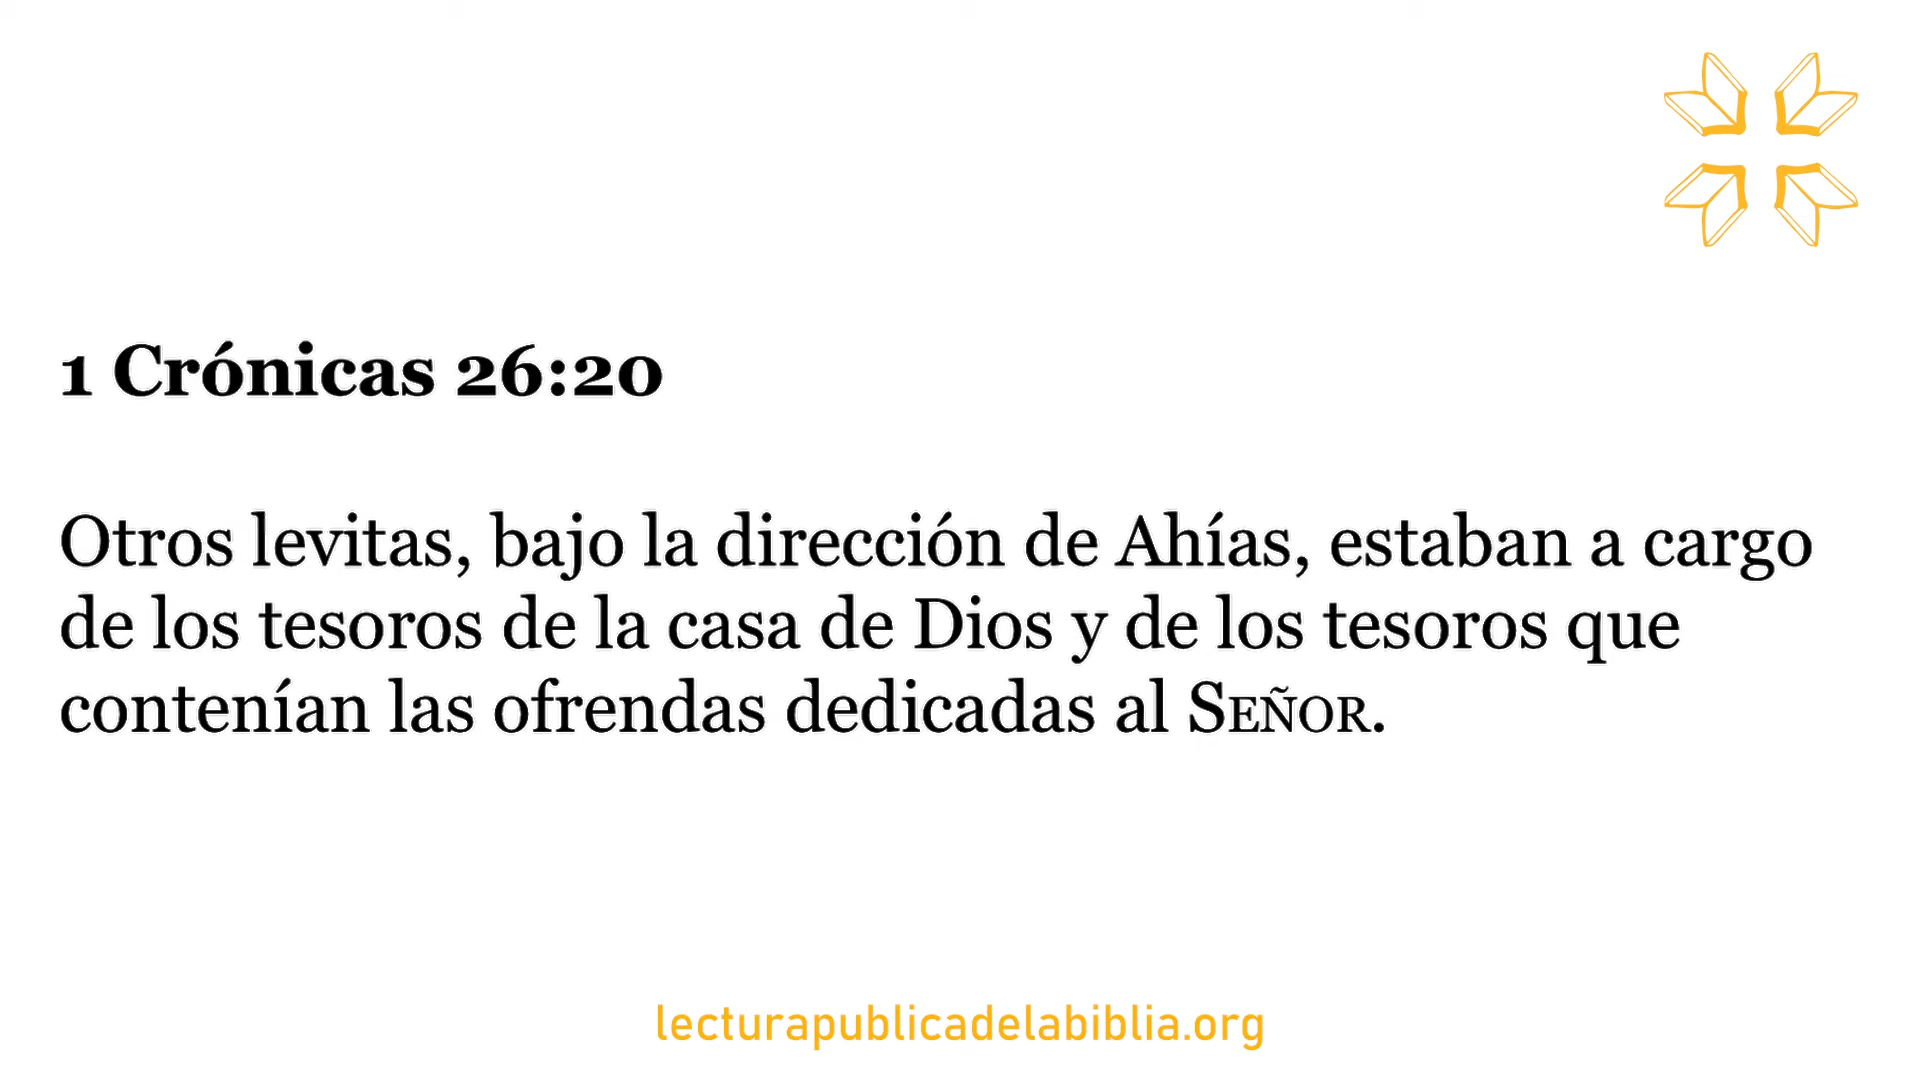 1 Crónicas 26:20
Otros levitas, bajo la dirección de Ahías, estaban a cargo
de los tesoros de la casa de Dios y de los tesoros que
contenían las ofrendas dedicadas al SEÑOR.
lecturapublicadelabiblia.org